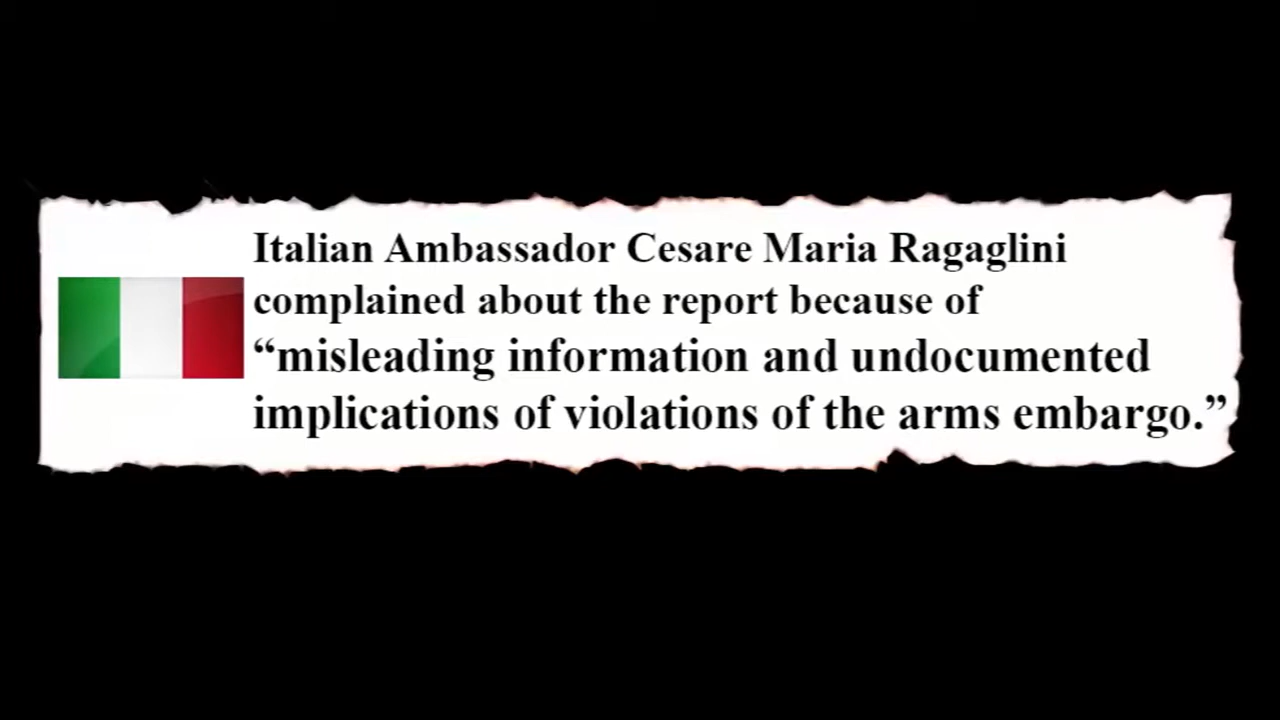 Italian Ambassador Cesare Maria Ragaglini
complained about the report because of
“misleading information and undocumented
implications of violations of the arms embargo.”